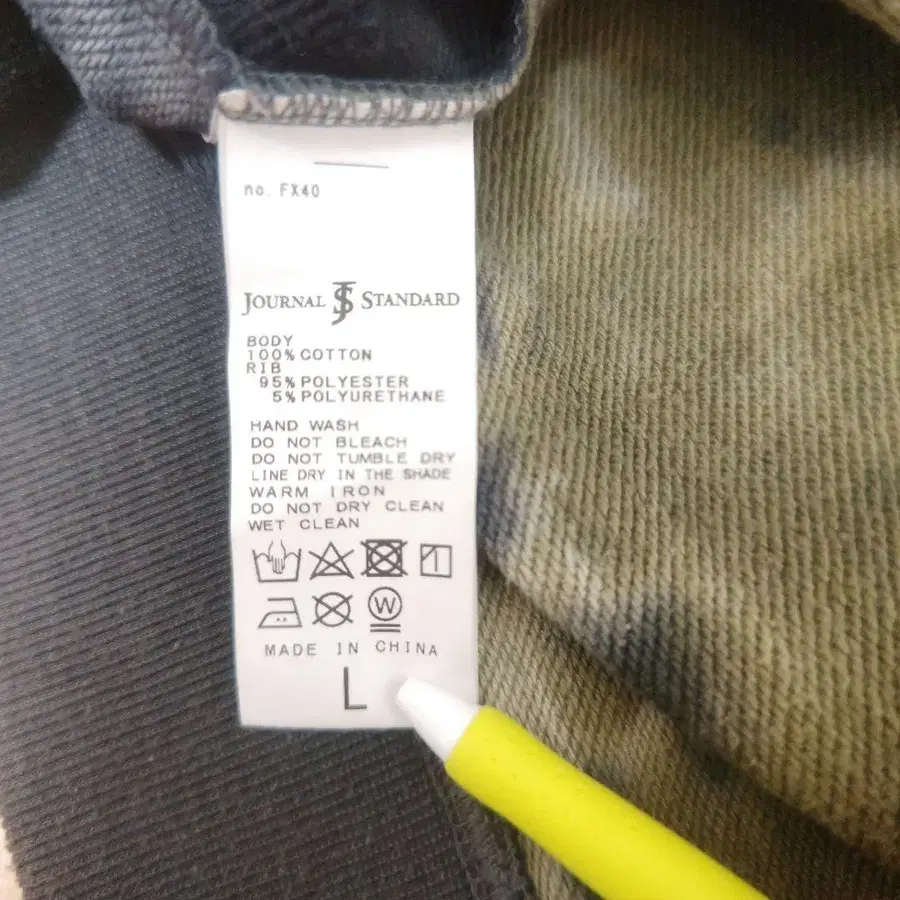 no. FX40
JOURNAL JS STANDARD
BODY
100% COTTON
RIB
95% POLYESTER
5% POLYURETHANE
HAND WASH
DO NOT BLEACH
DO NOT TUMBLE DRY
LINE DRY IN THE SHADE
WARM IRON
DO NOT DRY CLEAN
WET CLEAN
W
MADE IN CHINA
L